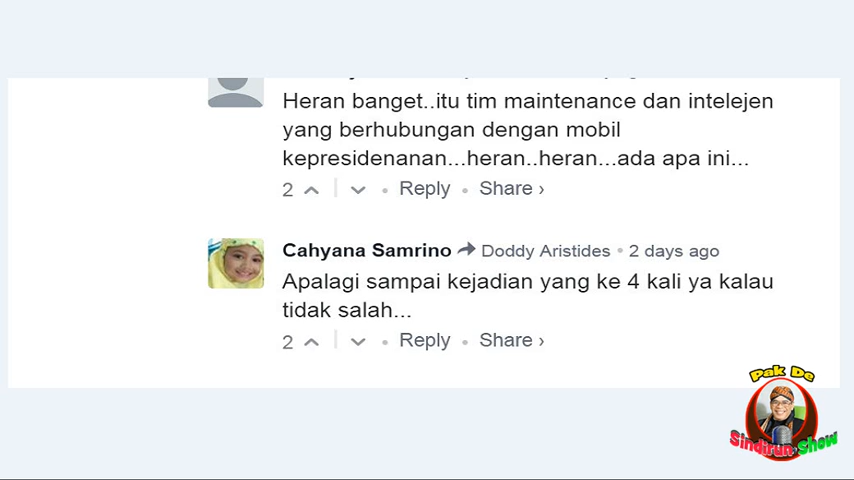 Heran banget..itu tim maintenance dan intelejen
yang berhubungan dengan mobil
kepresidenanan...heran..heran...ada apa ini...
2 Reply • Share ›
Cahyana Samrino Doddy Aristides • 2 days ago
Apalagi sampai kejadian yang ke 4 kali ya kalau
tidak salah...
2 Reply • Share ›
Pak De
Sindiran Show